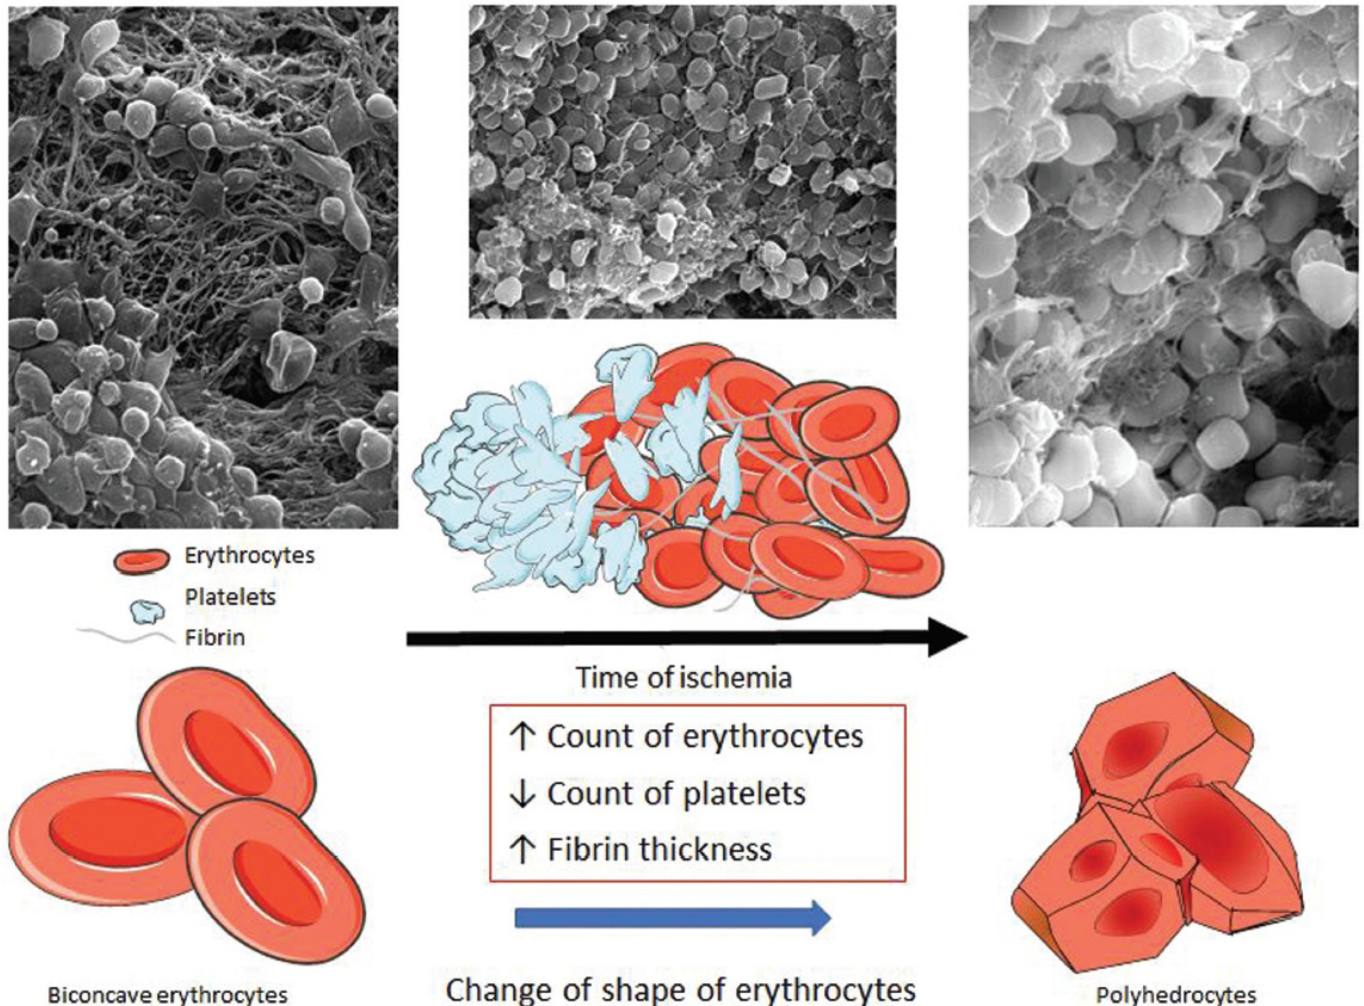 Erythrocytes
Platelets
Fibrin
Time of ischemia
↑ Count of erythrocytes
↓ Count of platelets
↑ Fibrin thickness
Biconcave erythrocytes
Change of shape of erythrocytes
Polyhedrocytes